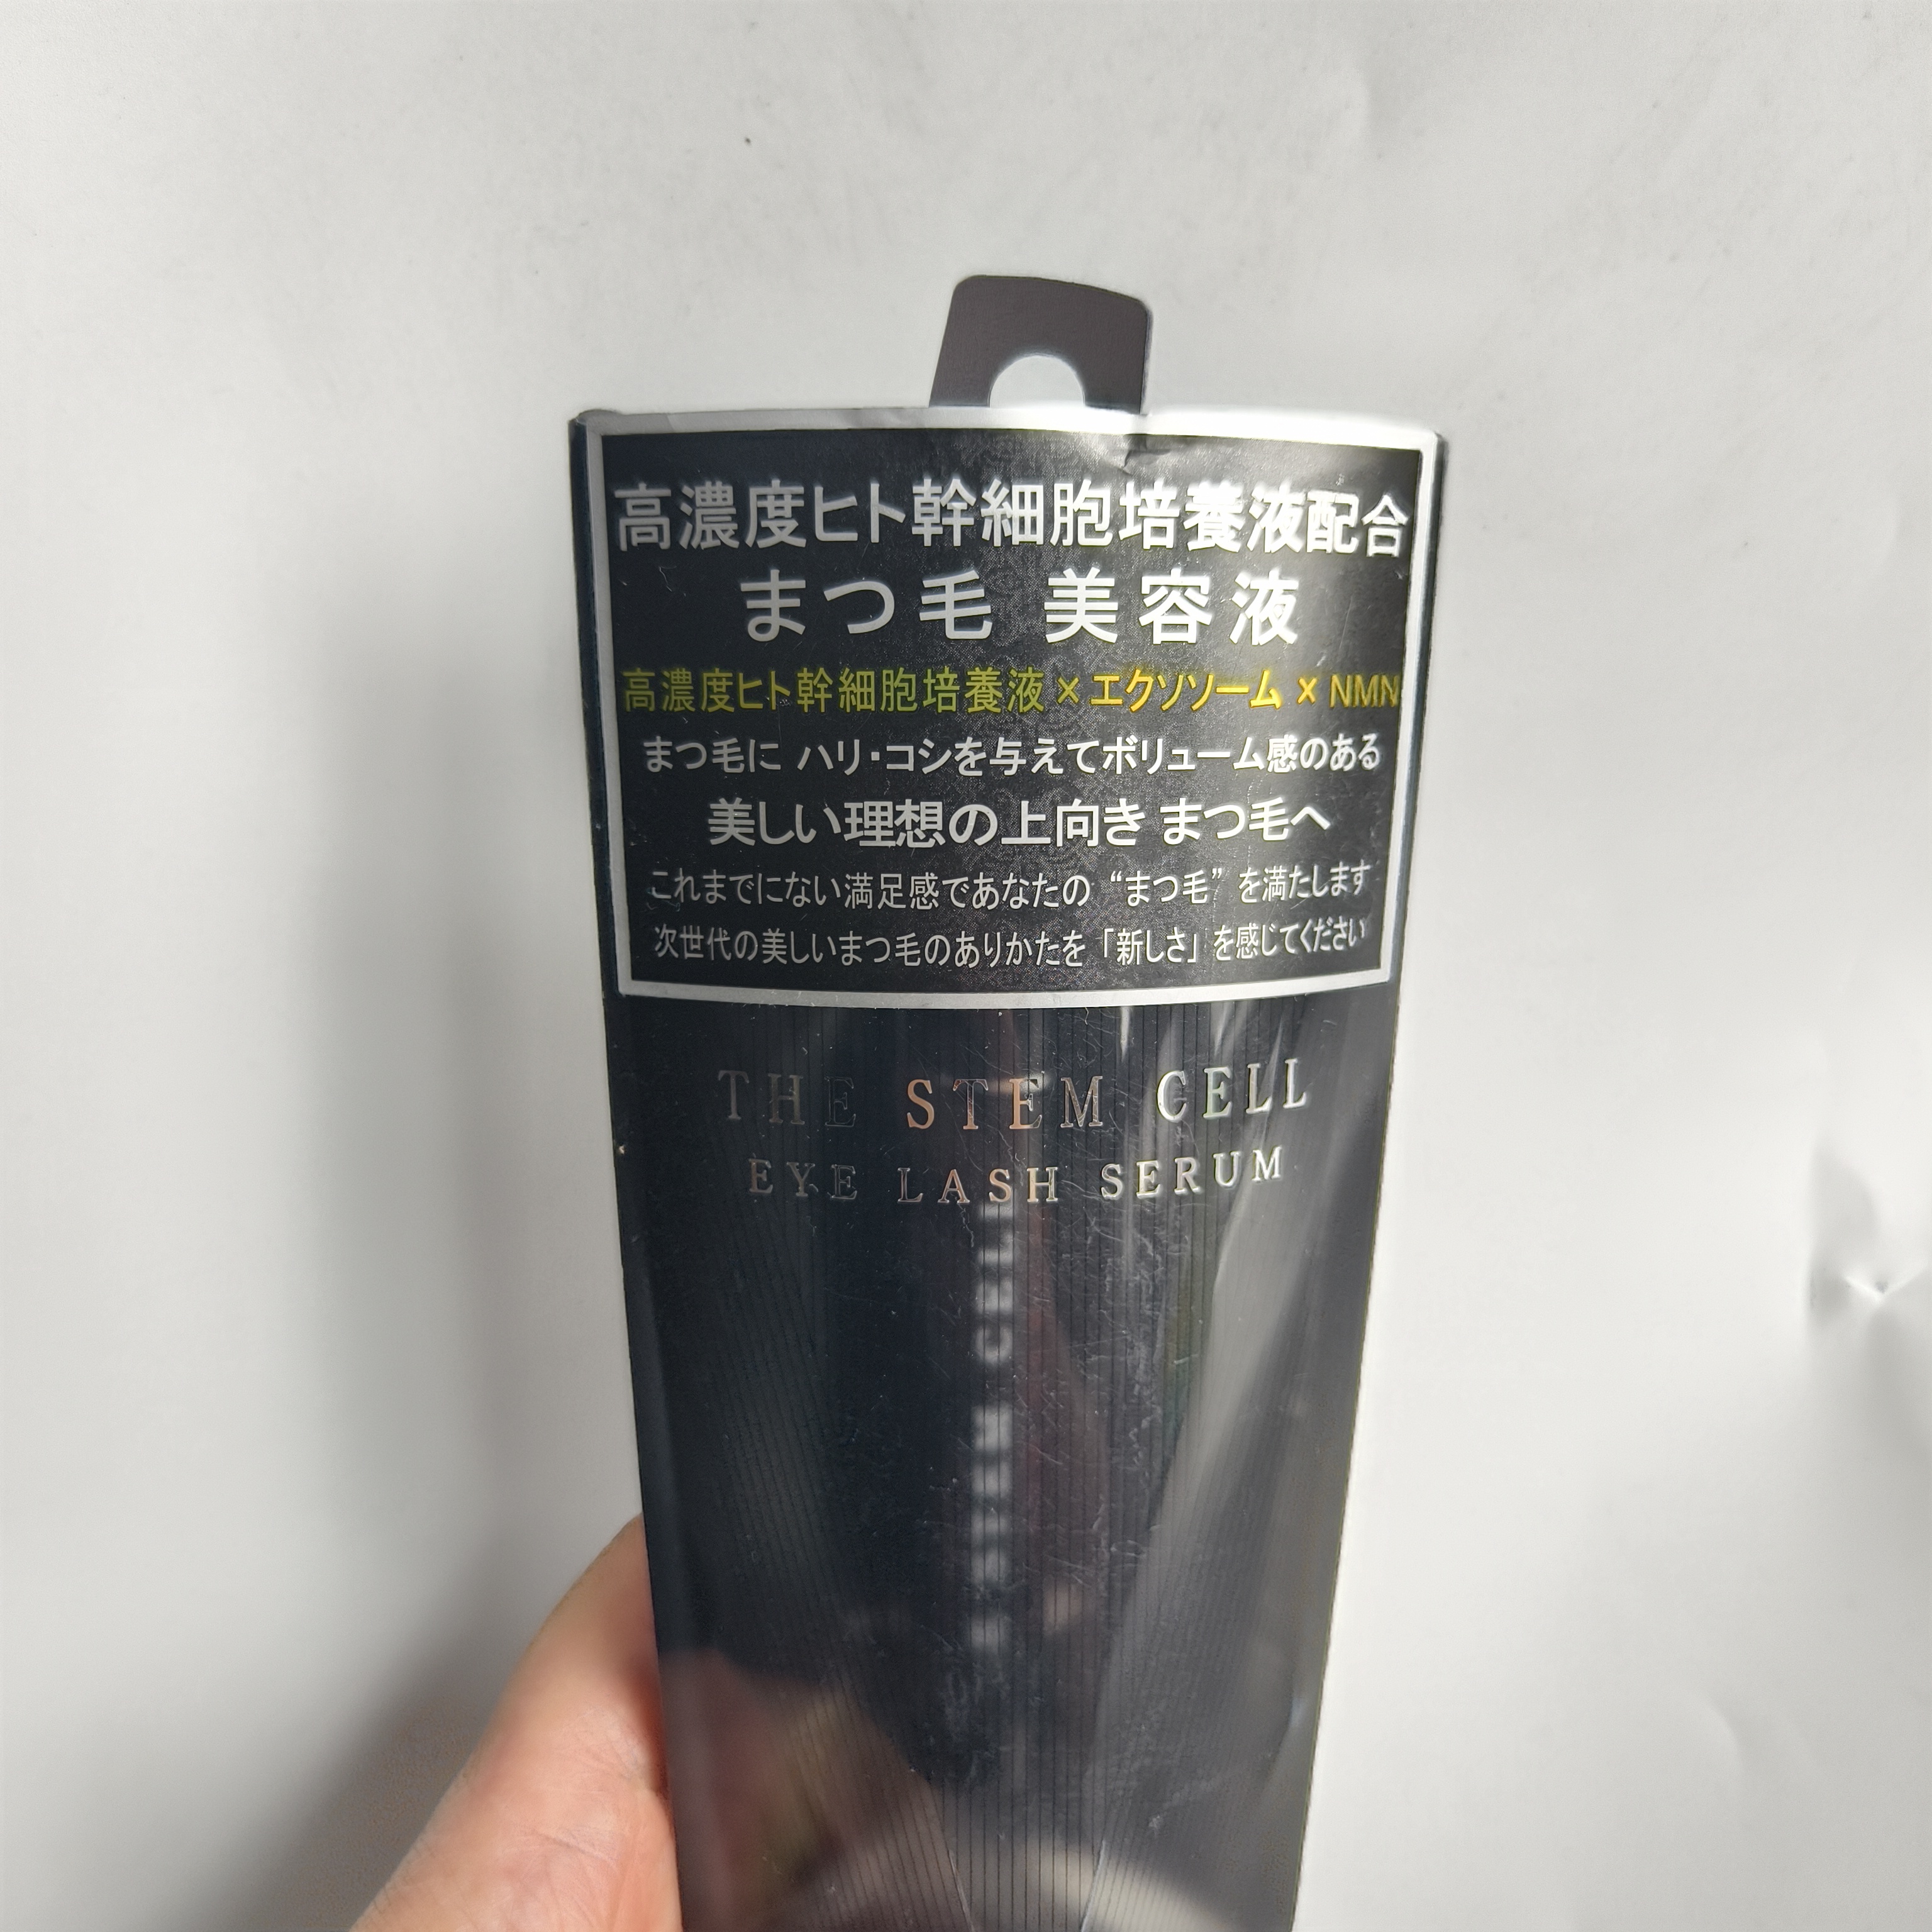 高濃度ヒト幹細胞培養液配合
まつ毛 美容液
高濃度ヒト幹細胞培養液×エクソソーム×NMN
まつ毛に ハリ・コシを与えてボリューム感のある
美しい理想の上向き まつ毛へ
これまでにない満足感であなたの“まつ毛”を満たします
次世代の美しいまつ毛のありかたを「新しさ」を感じてください
THE STEM CELL
EYE LASH SERUM
STEM CELL